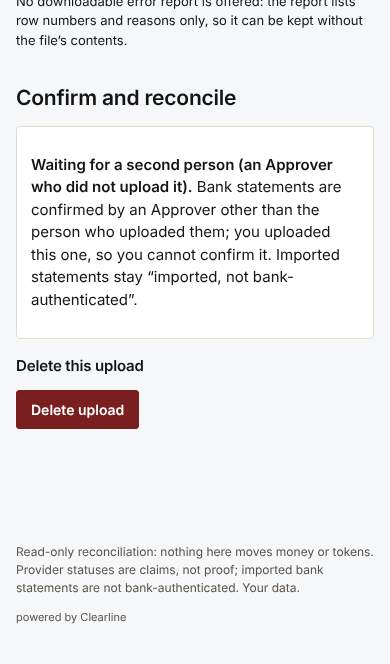 No downloadable error report is offered: the report lists
row numbers and reasons only, so it can be kept without
the file’s contents.
Confirm and reconcile
Waiting for a second person (an Approver
who did not upload it). Bank statements are
confirmed by an Approver other than the
person who uploaded them; you uploaded
this one, so you cannot confirm it. Imported
statements stay “imported, not bank-
authenticated”.
Delete this upload
Delete upload
Read-only reconciliation: nothing here moves money or tokens.
Provider statuses are claims, not proof; imported bank
statements are not bank-authenticated. Your data.
powered by Clearline